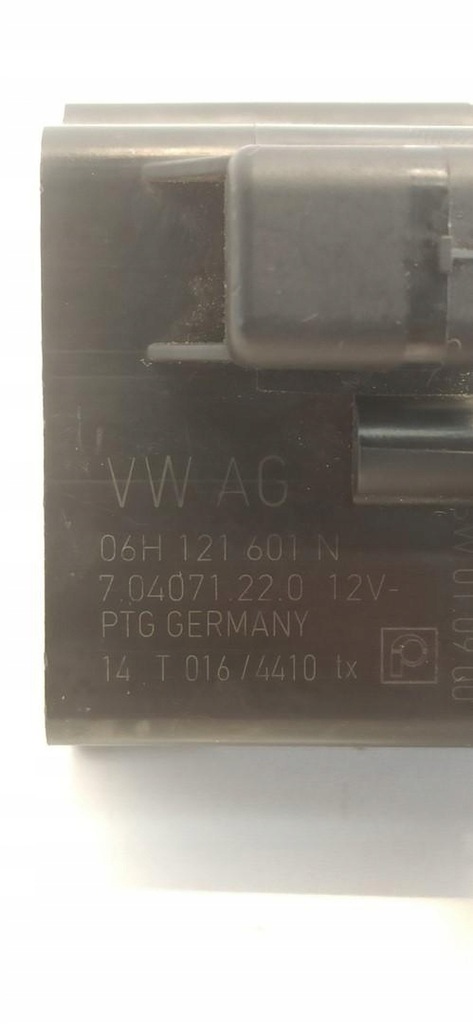 VW AG
06H 121 601 N
7.04071.22.0 12V-
PTG GERMANY
14 T 016/4410 tx